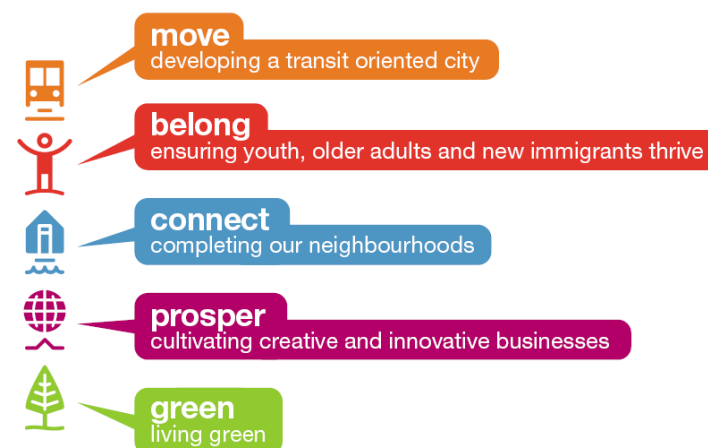 move
developing a transit oriented city
belong
ensuring youth, older adults and new immigrants thrive
connect
completing our neighbourhoods
prosper
cultivating creative and innovative businesses
green
living green